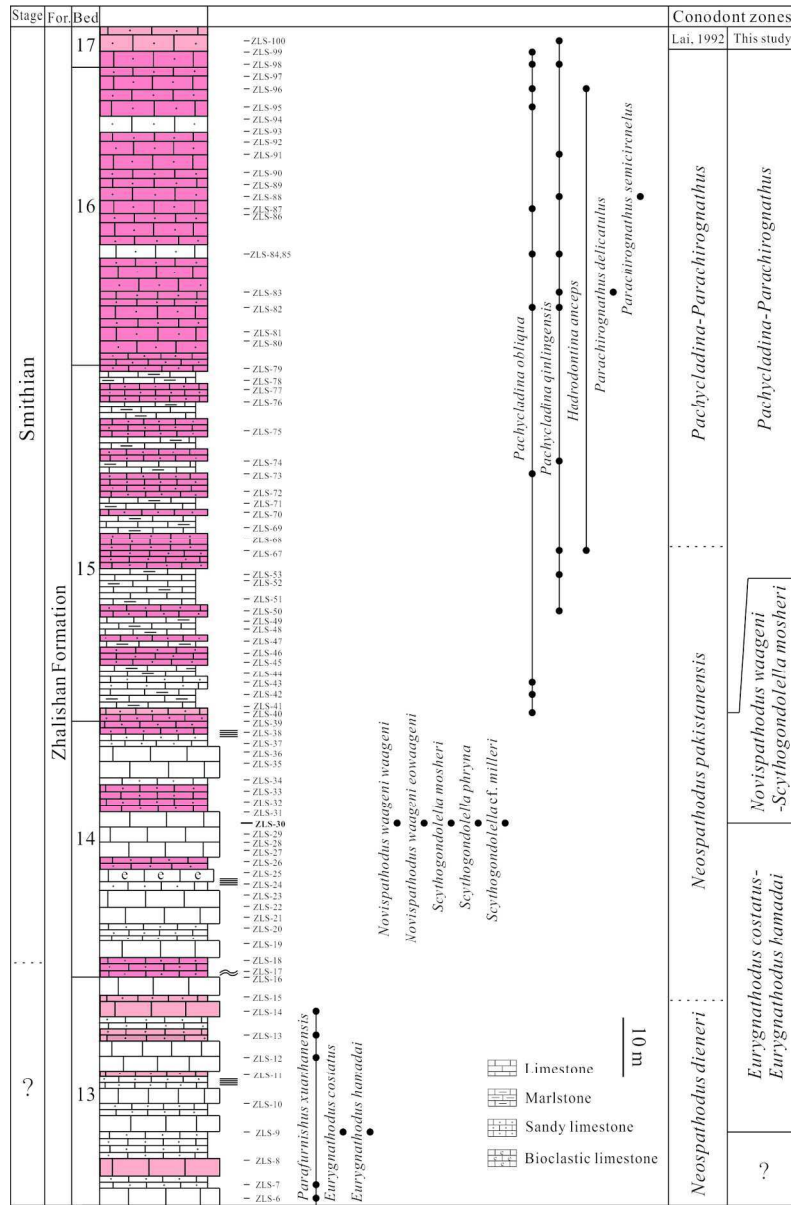 Stage
For.
Bed
Conodont zones
Lai, 1992
This study
Smithian
?
Zhalishan Formation
17
16
15
14
13
ZLS-100
ZLS-99
ZLS-98
ZLS-97
ZLS-96
ZLS-95
ZLS-94
ZLS-93
ZLS-92
ZLS-91
ZLS-90
ZLS-89
ZLS-88
ZLS-87
ZLS-86
ZLS-84,85
ZLS-83
ZLS-82
ZLS-81
ZLS-80
ZLS-79
ZLS-78
ZLS-77
ZLS-76
ZLS-75
ZLS-74
ZLS-73
ZLS-72
ZLS-71
ZLS-70
ZLS-69
ZLS-68
ZLS-67
ZLS-53
ZLS-52
ZLS-51
ZLS-50
ZLS-49
ZLS-48
ZLS-47
ZLS-46
ZLS-45
ZLS-44
ZLS-43
ZLS-42
ZLS-41
ZLS-40
ZLS-39
ZLS-38
ZLS-37
ZLS-36
ZLS-35
ZLS-34
ZLS-33
ZLS-32
ZLS-31
ZLS-30
ZLS-29
ZLS-28
ZLS-27
ZLS-26
ZLS-25
ZLS-24
ZLS-23
ZLS-22
ZLS-21
ZLS-20
ZLS-19
ZLS-18
ZLS-17
ZLS-16
ZLS-15
ZLS-14
ZLS-13
ZLS-12
ZLS-11
ZLS-10
ZLS-9
ZLS-8
ZLS-7
ZLS-6
e e e
Parafurnishus xuanhanensis
Eurygnathodus costatus
Eurygnathodus hamadai
Novispathodus waageni waageni
Novispathodus waageni eowaageni
Scythogondolella mosheri
Scythogondolella phryna
Scythogondolella cf. milleri
Pachycladina obliqua
Pachycladina qinlingensis
Hadrodontina anceps
Parachirognathus delicatulus
Parachirognathus semicircnelus
10 m
Limestone
Marlstone
Sandy limestone
Bioclastic limestone
Pachycladina-Parachirognathus
Neospathodus pakistanensis
Neospathodus dieneri
Pachycladina-Parachirognathus
Novispathodus waageni
-Scythogondolella mosheri
Eurygnathodus costatus-
Eurygnathodus hamadai
?